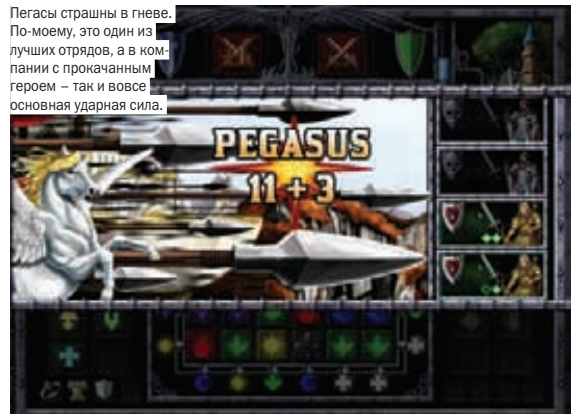 Пегасы страшны в гневе.
По-моему, это один из
лучших отрядов, а в ком-
пании с прокачанным
героем – так и вовсе
основная ударная сила.
PEGASUS
11 + 3